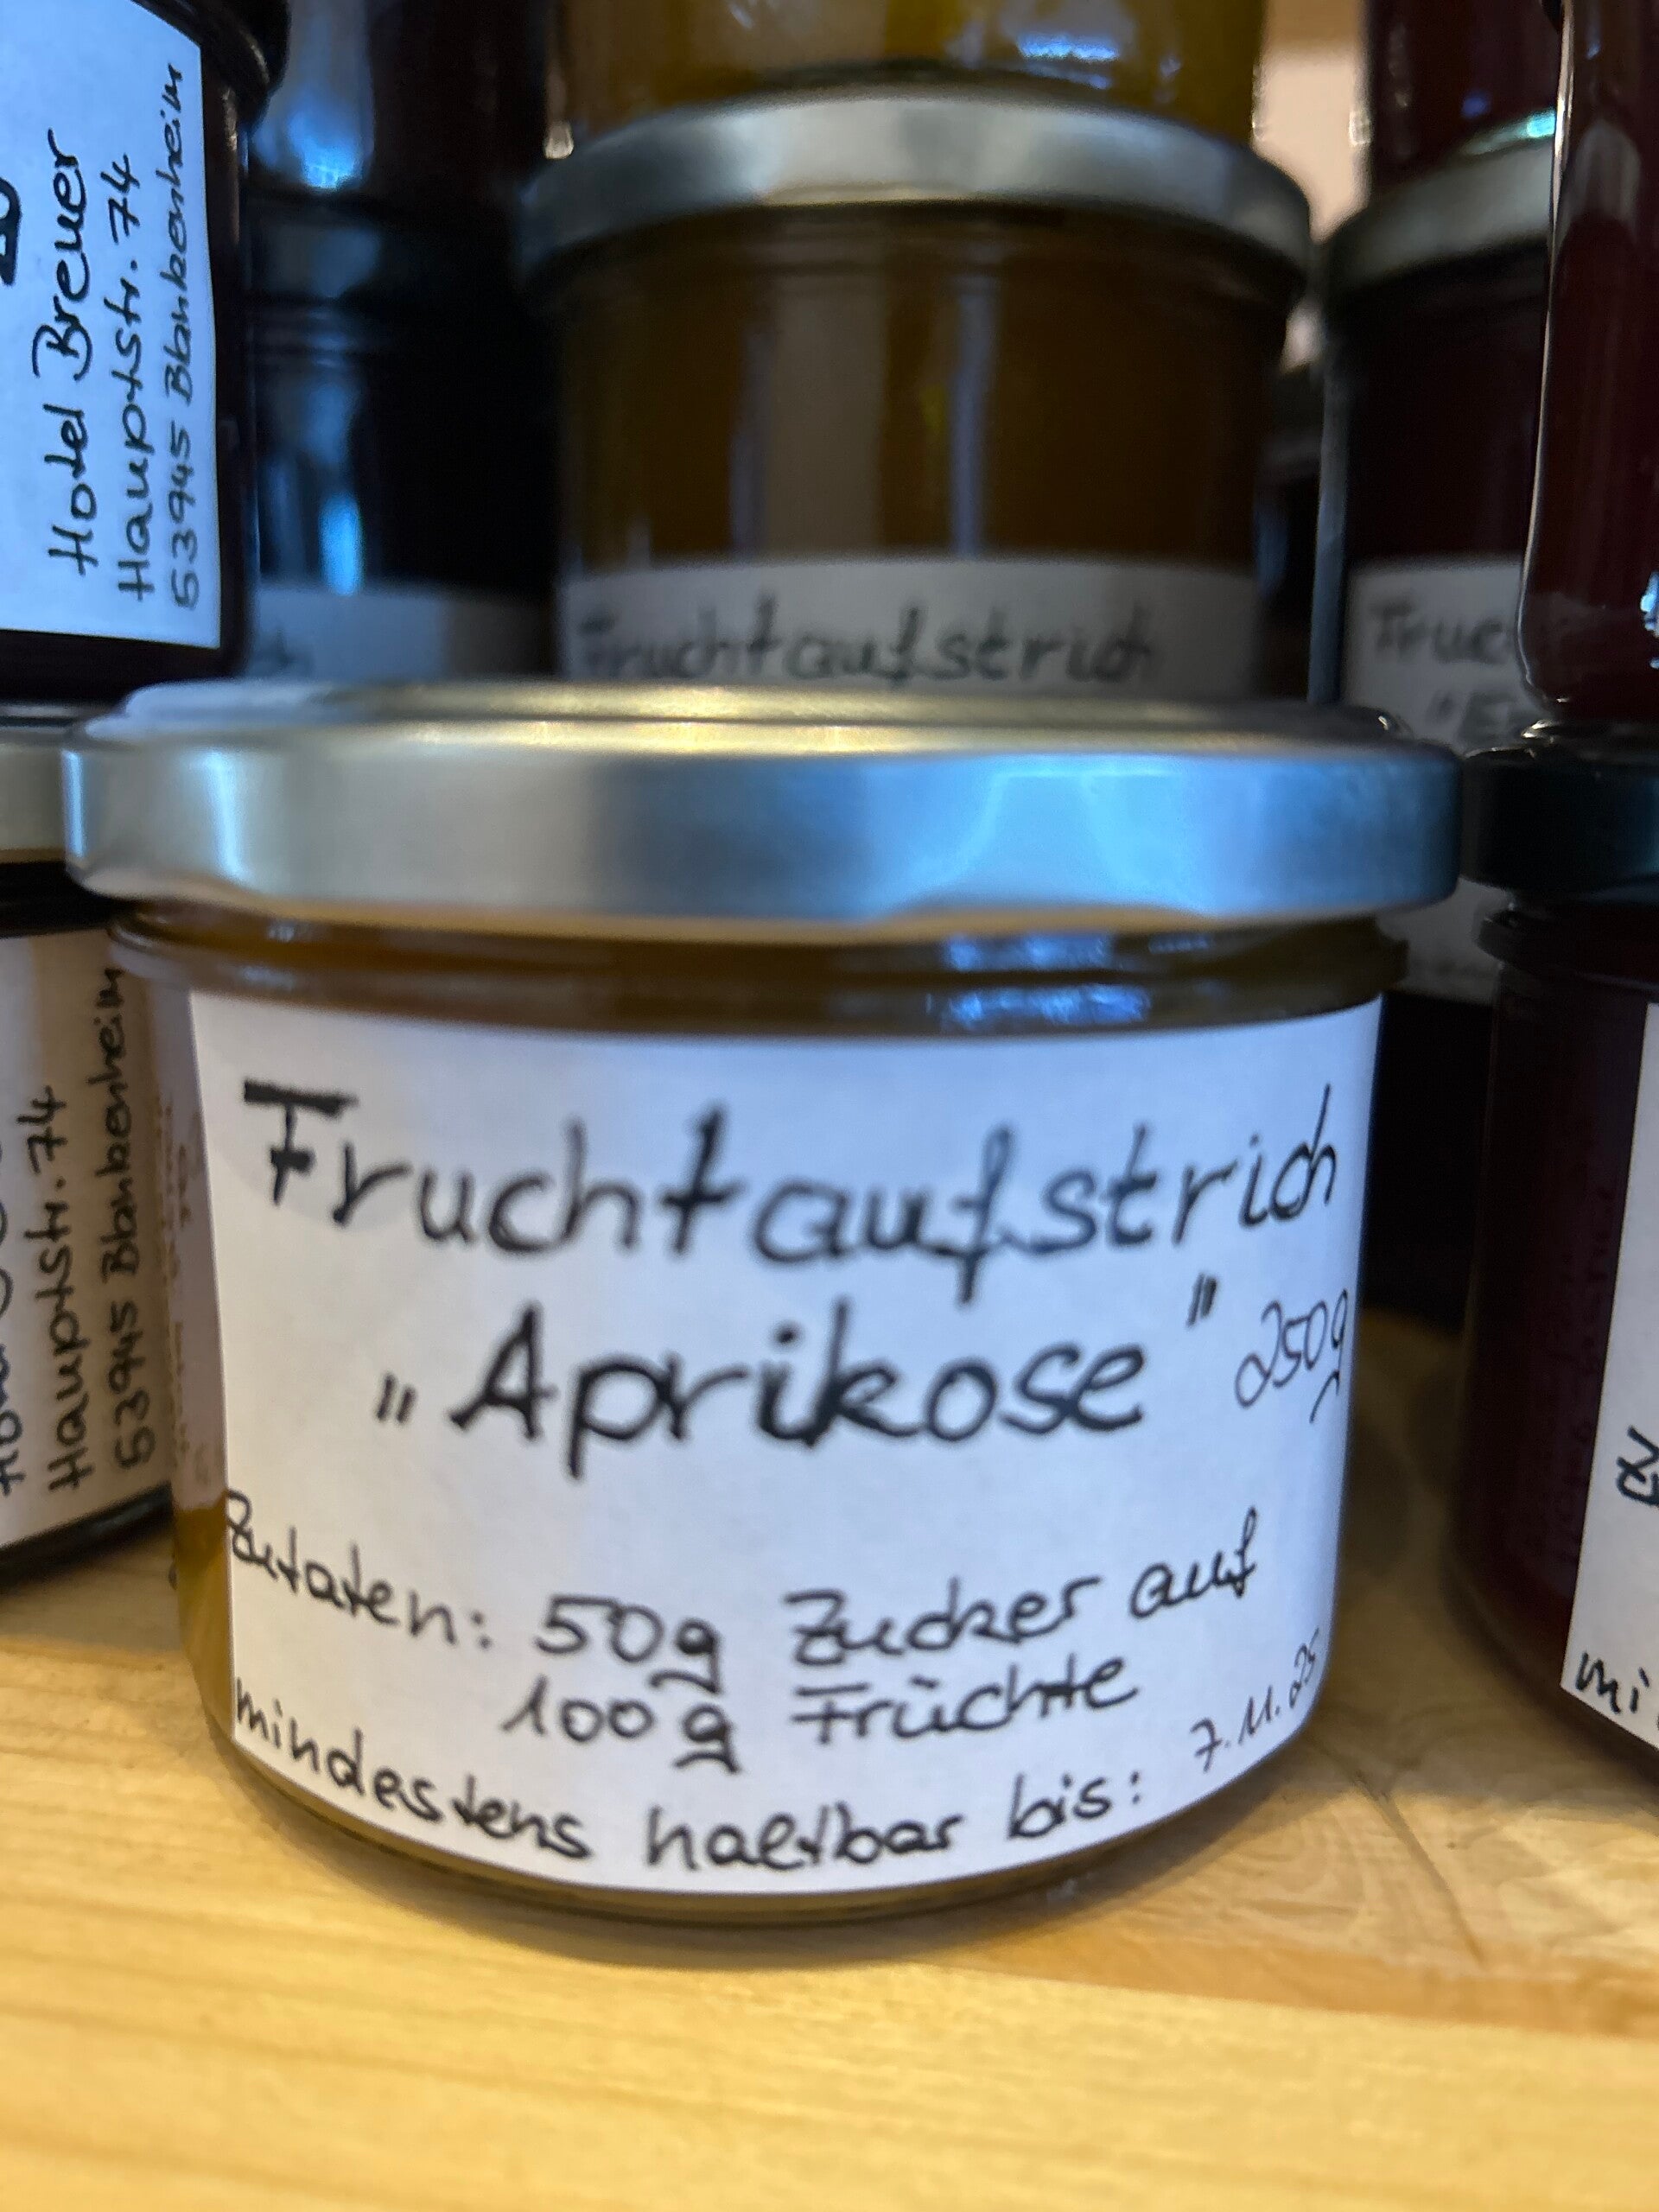 Hotel Breuer
Hauptstr. 74
53945 Blankenheim
Fruchtaufstrich
Hauptstr. 74
53945 Blankenheim
Fruchtaufstrich
„Aprikose" 250g
Zutaten: 50g Zucker auf
100g Früchte
mindestens haltbar bis: 7.11.25